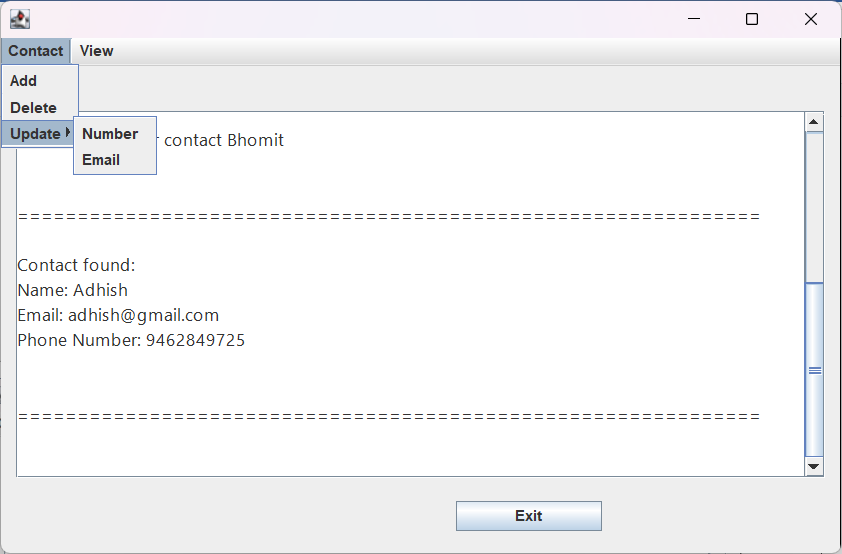 Contact View
Add
Delete
Update
Number
Email
contact Bhomit
==============================================================
Contact found:
Name: Adhish
Email: adhish@gmail.com
Phone Number: 9462849725
==============================================================
Exit